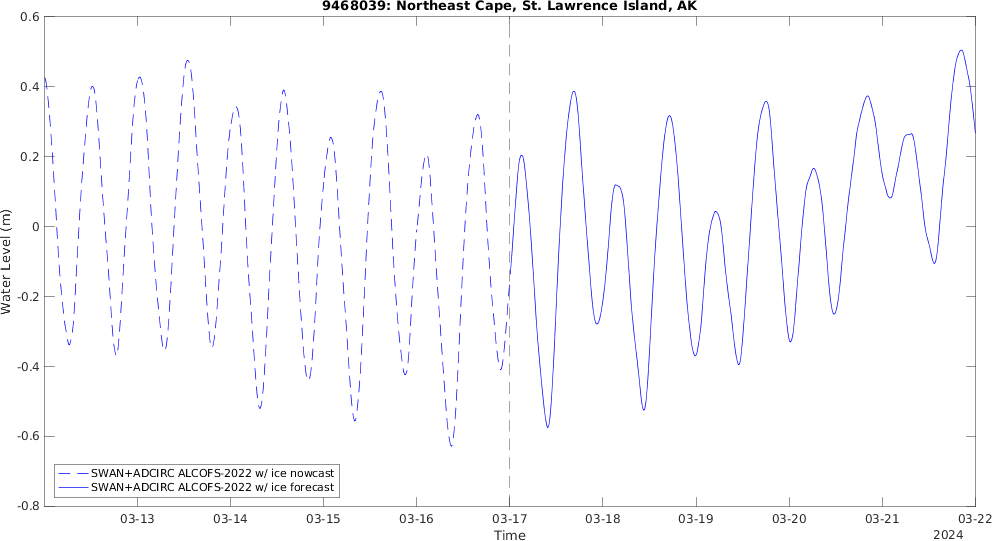 9468039: Northeast Cape, St. Lawrence Island, AK
0.6
0.4
0.2
0
-0.2
-0.4
-0.6
-0.8
Water Level (m)
SWAN+ADCIRC ALCOFS-2022 w/ ice nowcast
SWAN+ADCIRC ALCOFS-2022 w/ ice forecast
03-13 03-14 03-15 03-16 03-17 03-18 03-19 03-20 03-21 03-22
Time
2024